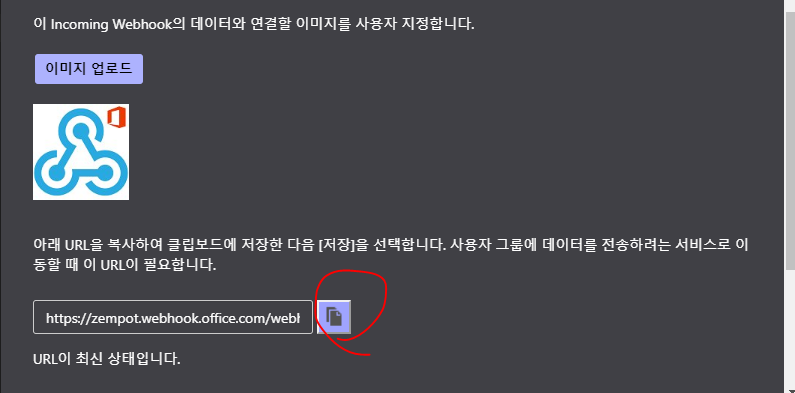 이 Incoming Webhook의 데이터와 연결할 이미지를 사용자 지정합니다.
이미지 업로드
아래 URL을 복사하여 클립보드에 저장한 다음 [저장]을 선택합니다. 사용자 그룹에 데이터를 전송하려는 서비스로 이
동할 때 이 URL이 필요합니다.
https://zempot.webhook.office.com/webl
URL이 최신 상태입니다.